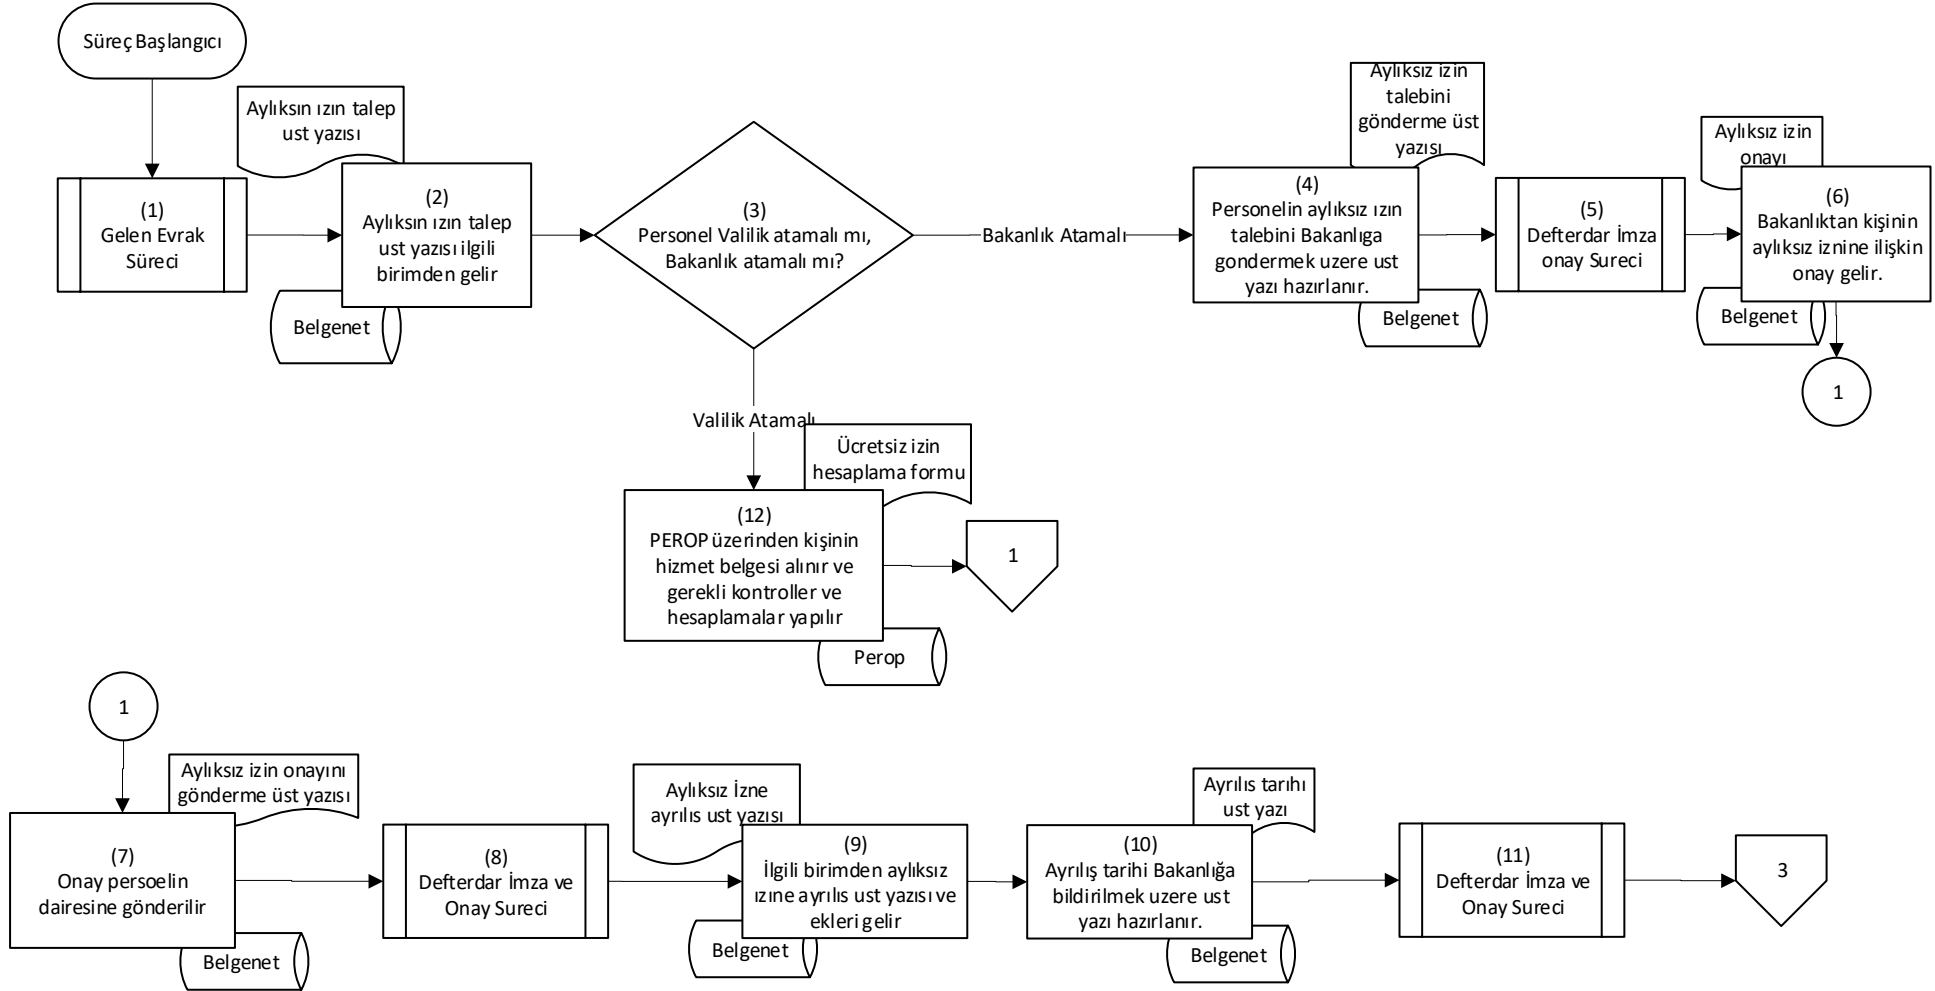 Süreç Başlangıcı
Aylıksın ızın talep
ust yazısı
(1)
Gelen Evrak
Süreci
(2)
Aylıksın ızın talep
ust yazısı ilgili
birimden gelir
Belgenet
(3)
Personel Valilik atamalı mı,
Bakanlık atamalı mı?
Bakanlık Atamalı
Aylıksız izin
talebini
gönderme üst
yazısı
(4)
Personelin aylıksız ızın
talebini Bakanlıga
gondermek uzere ust
yazı hazırlanır.
Belgenet
(5)
Defterdar İmza
onay Sureci
Aylıksız izin
onayı
(6)
Bakanlıktan kişinin
aylıksız iznine ilişkin
onay gelir.
Belgenet
1
Valilik Atamalı
Ücretsiz izin
hesaplama formu
(12)
PEROP üzerinden kişinin
hizmet belgesi alınır ve
gerekli kontroller ve
hesaplamalar yapılır
Perop
1
1
Aylıksız izin onayını
gönderme üst yazısı
(7)
Onay persoelin
dairesine gönderilir
Belgenet
(8)
Defterdar İmza ve
Onay Sureci
Aylıksız İzne
ayrılıs ust yazısı
(9)
İlgili birimden aylıksız
ızıne ayrılıs ust yazısı ve
ekleri gelir
Belgenet
Ayrılıs tarıhı
ust yazı
(10)
Ayrılış tarihi Bakanlığa
bildirilmek uzere ust
yazı hazırlanır.
Belgenet
(11)
Defterdar İmza ve
Onay Sureci
3